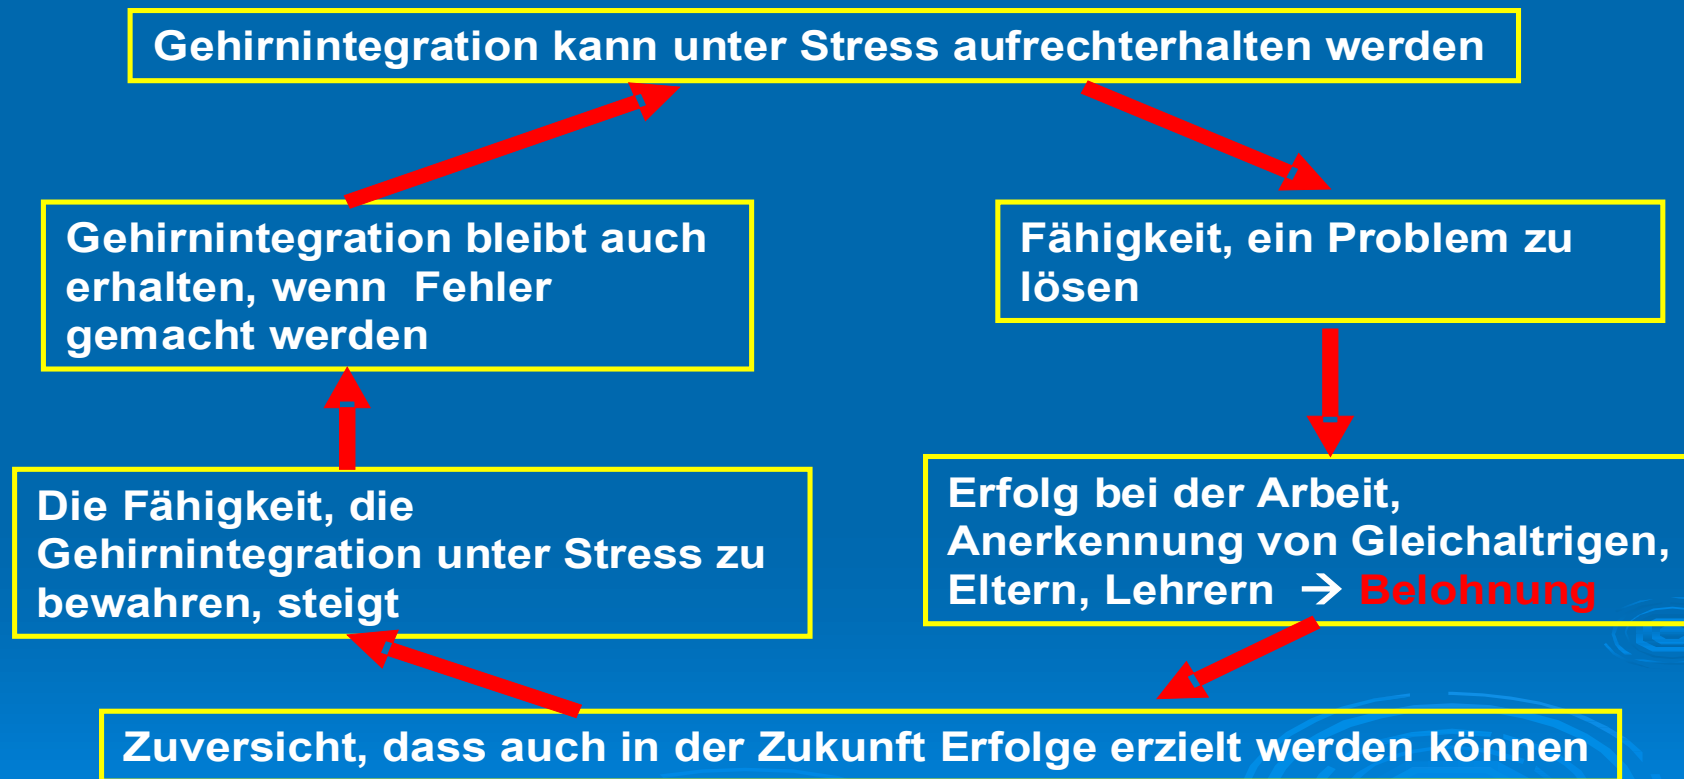 Gehirnintegration kann unter Stress aufrechterhalten werden
Gehirnintegration bleibt auch
erhalten, wenn Fehler
gemacht werden
Fähigkeit, ein Problem zu
lösen
Die Fähigkeit, die
Gehirnintegration unter Stress zu
bewahren, steigt
Erfolg bei der Arbeit,
Anerkennung von Gleichaltrigen,
Eltern, Lehrern → Belohnung
Zuversicht, dass auch in der Zukunft Erfolge erzielt werden können